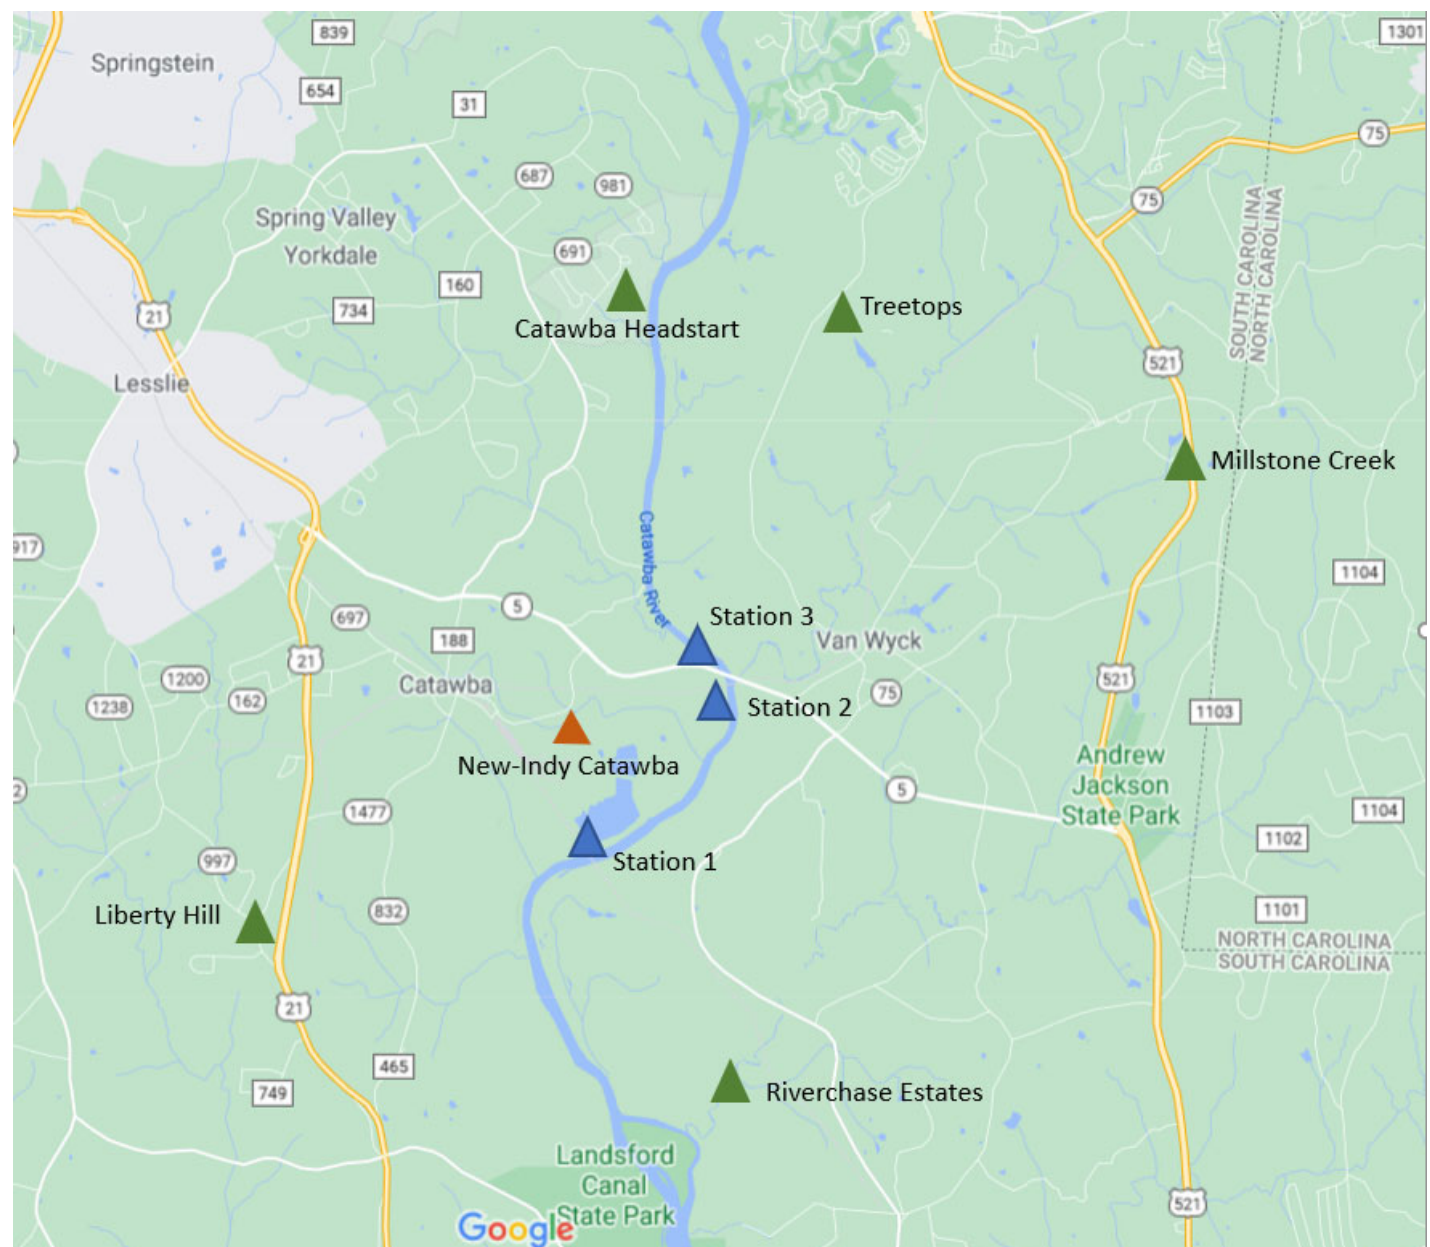 839
1301
Springstein
654
31
75
687
981
75
Spring Valley
Yorkdale
691
SOUTH CAROLINA
NORTH CAROLINA
160
734
21
Catawba Headstart
Treetops
521
Lesslie
Millstone Creek
Catawba River
917
1104
5
697
Station 3
188
Van Wyck
21
1200
162
1238
Catawba
75
521
Station 2
1103
New-Indy Catawba
Andrew
Jackson
State Park
2
5
1477
1104
1102
997
Station 1
832
1101
Liberty Hill
NORTH CAROLINA
SOUTH CAROLINA
21
465
749
Riverchase Estates
Landsford
Canal
State Park
521
Google